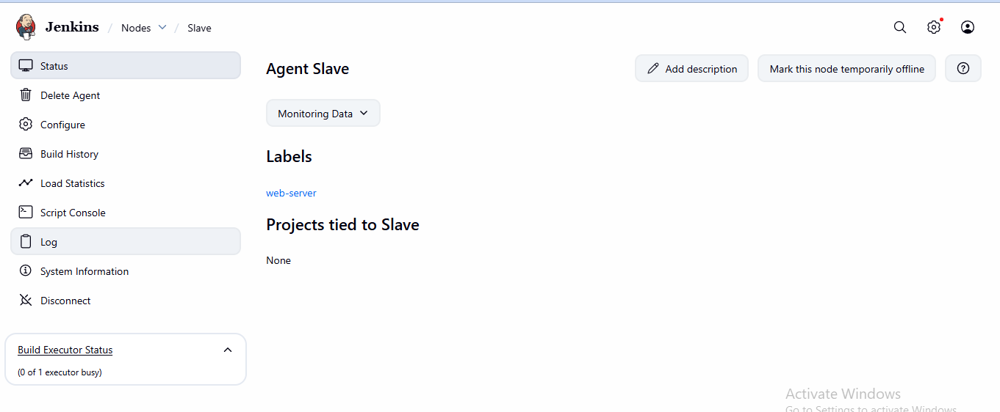 Jenkins / Nodes / Slave
Status
Delete Agent
Configure
Build History
Load Statistics
Script Console
Log
System Information
Disconnect
Build Executor Status
(0 of 1 executor busy)
Agent Slave
Add description
Mark this node temporarily offline
Monitoring Data
Labels
web-server
Projects tied to Slave
None
Activate Windows
Go to Settings to activate Windows.